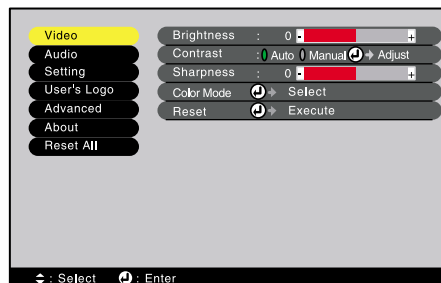 Video
Audio
Setting
User's Logo
Advanced
About
Reset All
Brightness : 0 - +
Contrast : Auto Manual Adjust
Sharpness : 0 - +
Color Mode Select
Reset Execute
: Select : Enter